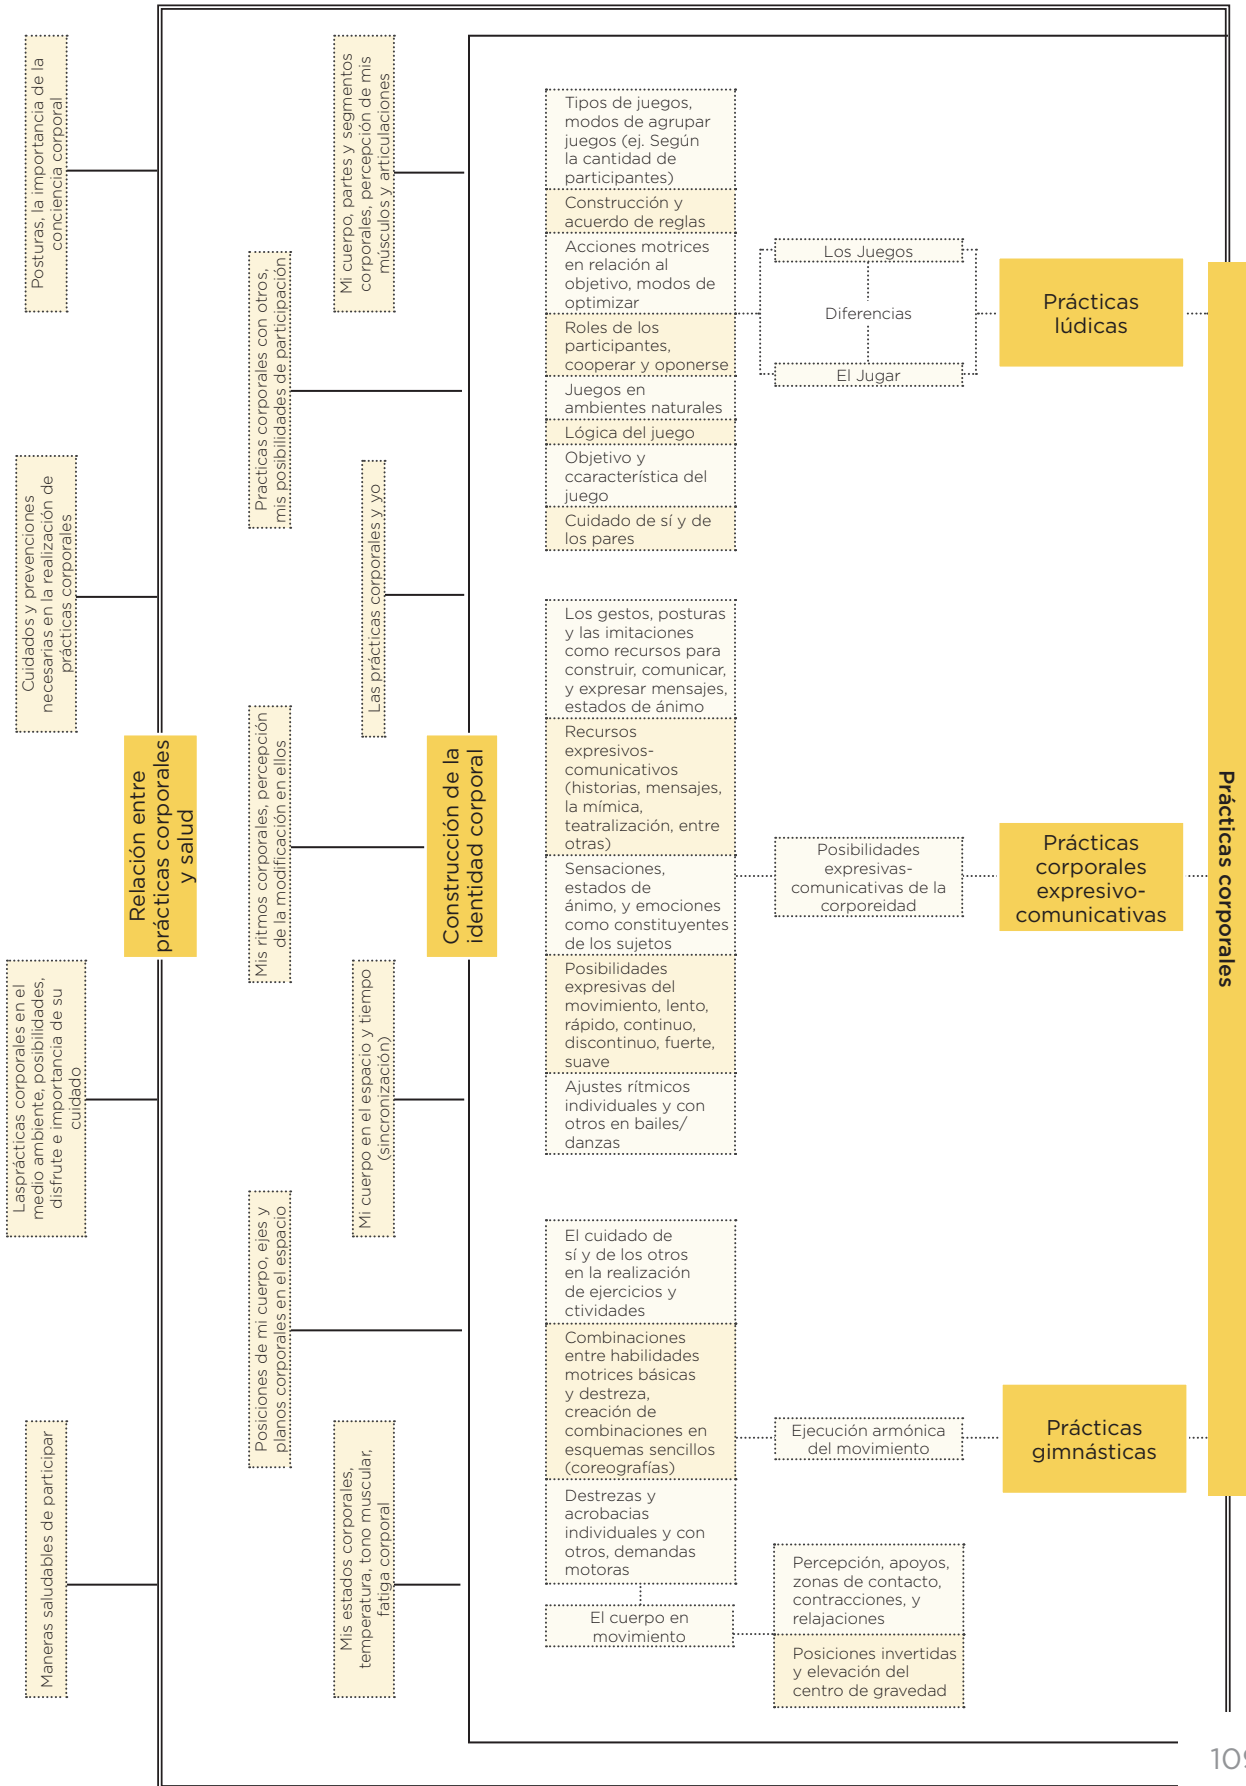 Prácticas corporales
Prácticas
lúdicas
Los Juegos
Diferencias
El Jugar
Tipos de juegos,
modos de agrupar
juegos (ej. Según
la cantidad de
participantes)
Construcción y
acuerdo de reglas
Acciones motrices
en relación al
objetivo, modos de
optimizar
Roles de los
participantes,
cooperar y oponerse
Juegos en
ambientes naturales
Lógica del juego
Objetivo y
ccaracterística del
juego
Cuidado de sí y de
los pares
Prácticas
corporales
expresivo-
comunicativas
Posibilidades
expresivas-
comunicativas de la
corporeidad
Los gestos, posturas
y las imitaciones
como recursos para
construir, comunicar,
y expresar mensajes,
estados de ánimo
Recursos
expresivos-
comunicativos
(historias, mensajes,
la mímica,
teatralización, entre
otras)
Sensaciones,
estados de
ánimo, y emociones
como constituyentes
de los sujetos
Posibilidades
expresivas del
movimiento, lento,
rápido, continuo,
discontinuo, fuerte,
suave
Ajustes rítmicos
individuales y con
otros en bailes/
danzas
Prácticas
gimnásticas
Ejecución armónica
del movimiento
El cuidado de
sí y de los otros
en la realización
de ejercicios y
ctividades
Combinaciones
entre habilidades
motrices básicas
y destreza,
creación de
combinaciones en
esquemas sencillos
(coreografías)
Destrezas y
acrobacias
individuales y con
otros, demandas
motoras
El cuerpo en
movimiento
Percepción, apoyos,
zonas de contacto,
contracciones, y
relajaciones
Posiciones invertidas
y elevación del
centro de gravedad
Construcción de la
identidad corporal
Mis estados corporales,
temperatura, tono muscular,
fatiga corporal
Posiciones de mi cuerpo, ejes y
planos corporales en el espacio
Mi cuerpo en el espacio y tiempo
(sincronización)
Mis ritmos corporales, percepción
de la modificación en ellos
Las prácticas corporales y yo
Practicas corporales con otros,
mis posibilidades de participación
Mi cuerpo, partes y segmentos
corporales, percepción de mis
músculos y articulaciones
Relación entre
prácticas corporales
y salud
Maneras saludables de participar
Lasprácticas corporales en el
medio ambiente, posibilidades,
disfrute e importancia de su
cuidado
Cuidados y prevenciones
necesarias en la realización de
prácticas corporales
Posturas, la importancia de la
conciencia corporal
109